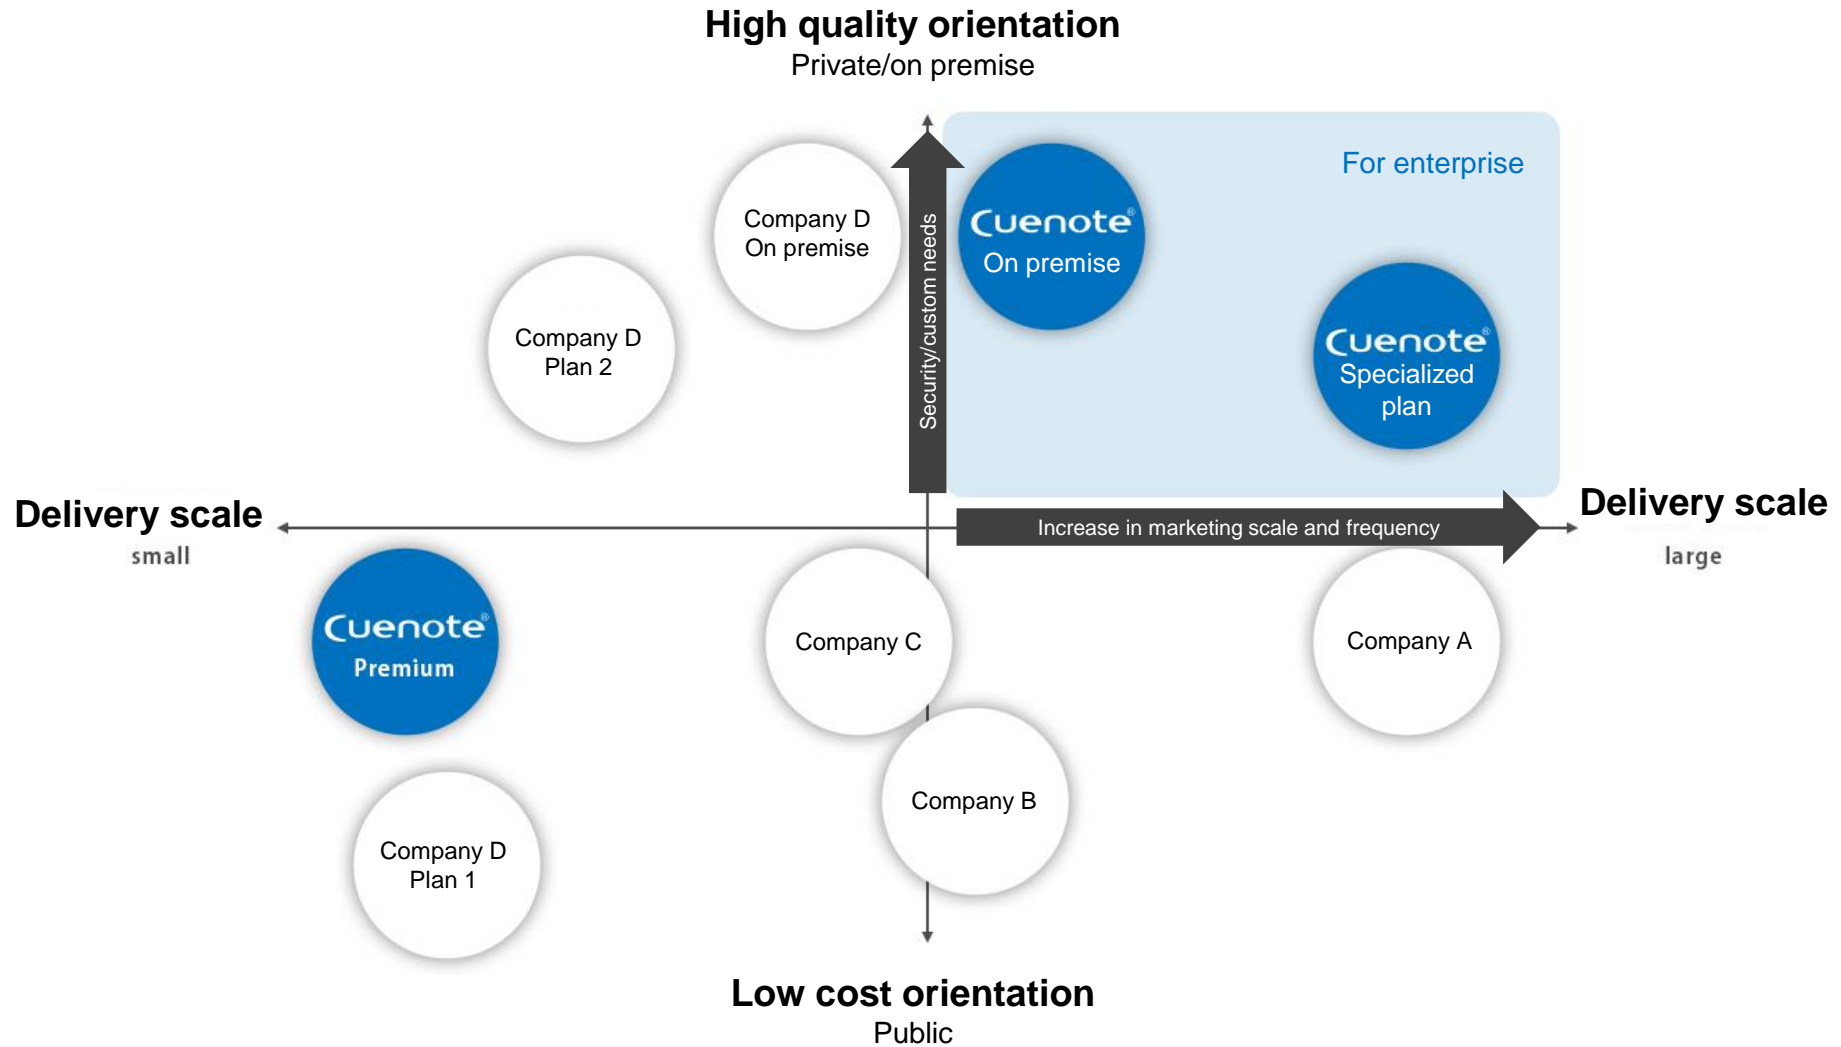 High quality orientation
Private/on premise
For enterprise
Company D
On premise
Security/custom needs
Cuenote®
On premise
Company D
Plan 2
Cuenote®
Specialized
plan
Delivery scale
small
Increase in marketing scale and frequency
Delivery scale
large
Cuenote®
Premium
Company C
Company A
Company B
Company D
Plan 1
Low cost orientation
Public